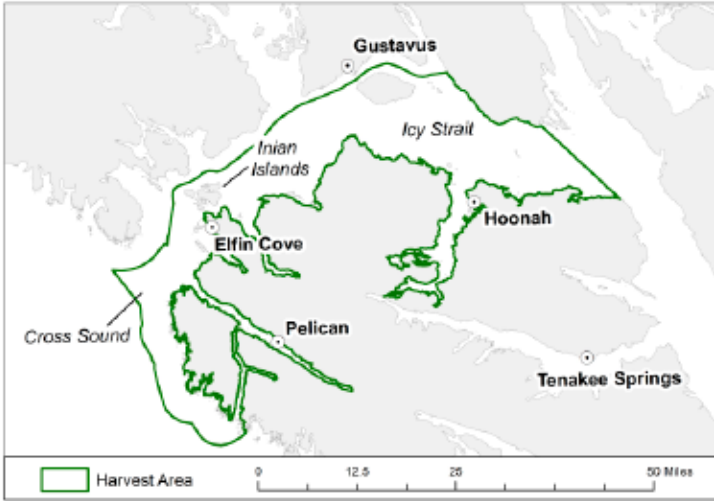 Gustavus
Icy Strait
Inian
Islands
Hoonah
Elfin Cove
Cross Sound
Pelican
Tenakee Springs
Harvest Area
0 12.5 25 50 Miles